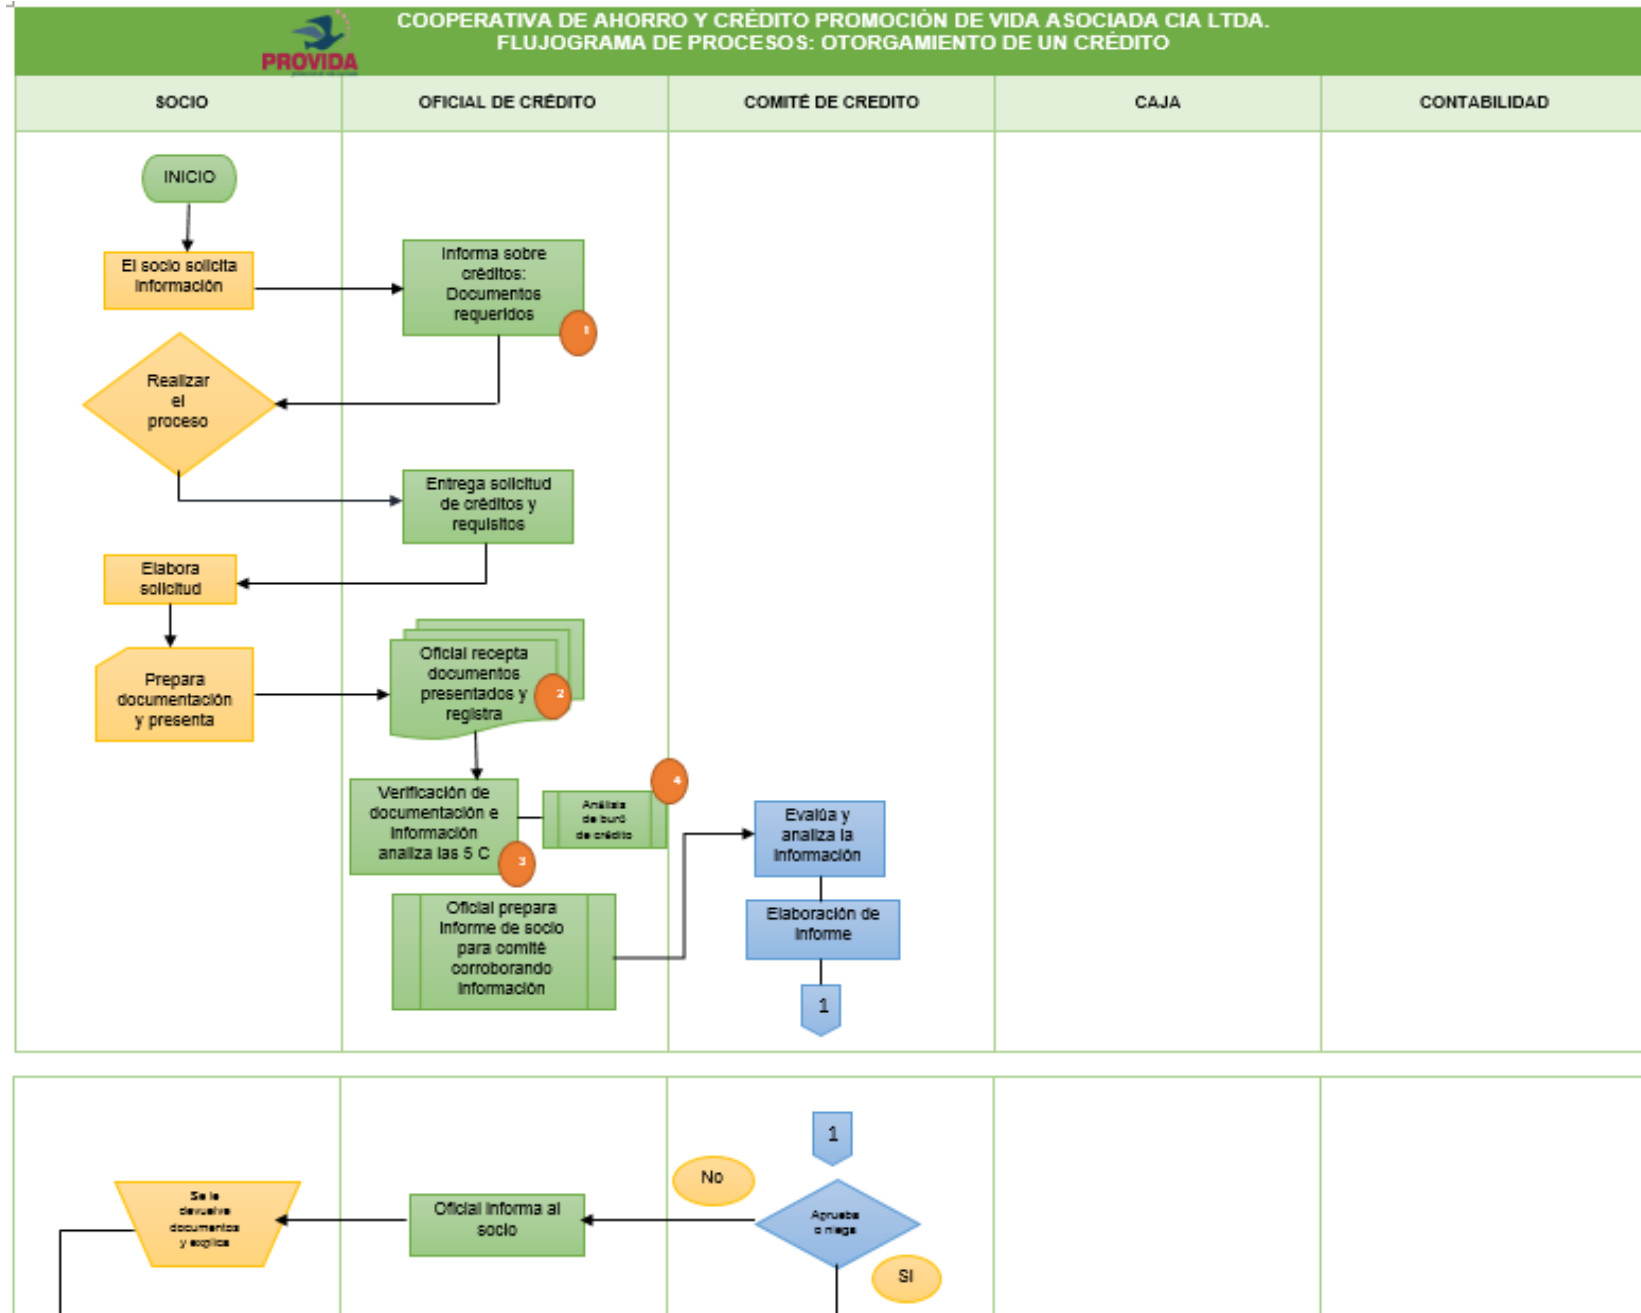 COOPERATIVA DE AHORRO Y CRÉDITO PROMOCIÓN DE VIDA ASOCIADA CIA LTDA.
FLUJOGRAMA DE PROCESOS: OTORGAMIENTO DE UN CRÉDITO
PROVIDA
SOCIO
OFICIAL DE CRÉDITO
COMITÉ DE CREDITO
CAJA
CONTABILIDAD
INICIO
El socio solicita
información
Informa sobre
créditos:
Documentos
requeridos
1
Realizar
el
proceso
Entrega solicitud
de créditos y
requisitos
Elabora
solicitud
Prepara
documentación
y presenta
Oficial recepta
documentos
presentados y
registra
2
Verificación de
documentación e
información
analiza las 5 C
3
Análisis
de buró
de crédito
4
Evalúa y
analiza la
información
Oficial prepara
informe de socio
para comité
corroborando
información
Elaboración de
informe
1
1
No
Aprueba
o niega
Oficial informa al
socio
Se le
devuelve
documentos
y explica
SI